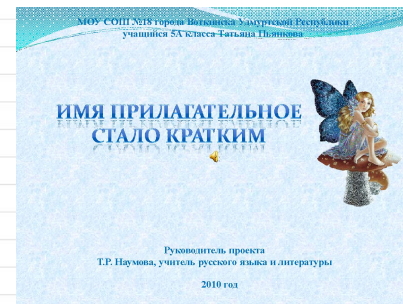 МОУ СОШ №18 города Воткинска Удмуртской Республики
учащийся 5А класса Татьяна Пьянкова
ИМЯ ПРИЛАГАТЕЛЬНОЕ
СТАЛО КРАТКИМ
Руководитель проекта
Т.Р. Наумова, учитель русского языка и литературы
2010 год